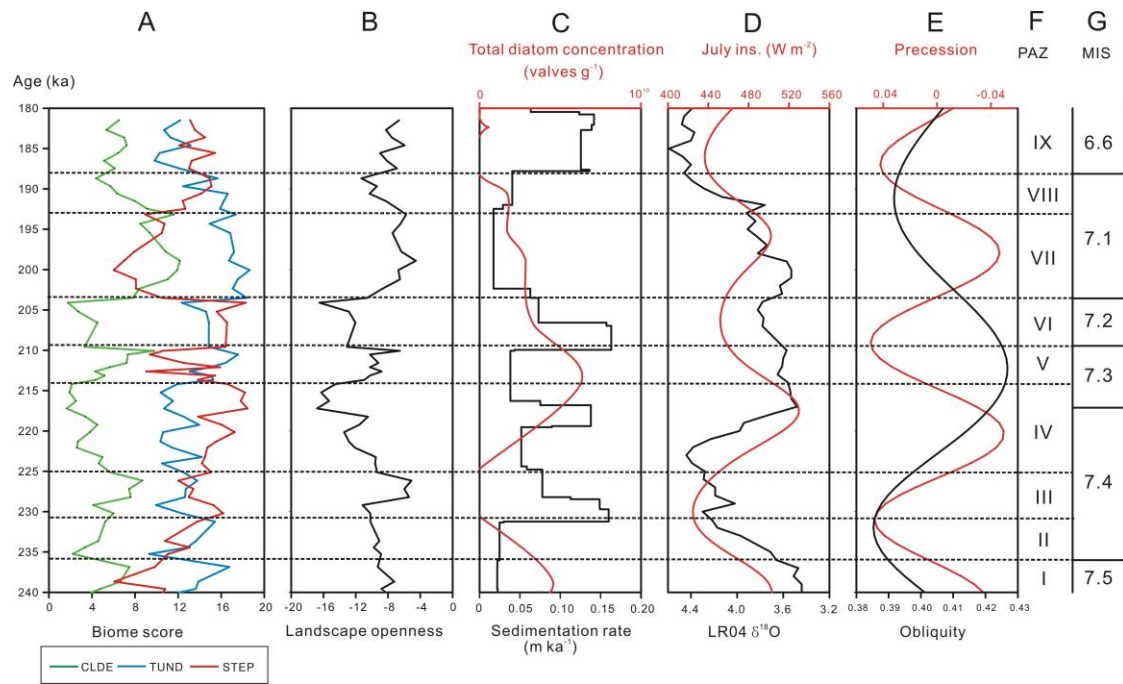 A B C D E F G
Total diatom concentration July ins. (W m⁻²) Precession PAZ MIS
(valves g⁻¹)
Age (ka) 0 10¹⁰ 400 440 480 520 560 0.04 0 -0.04
180
185 IX 6.6
190 VIII
195 7.1
200 VII
205 VI 7.2
210
V 7.3
215
220 IV
225 7.4
III
230
235 II
I 7.5
240
0 4 8 12 16 20 -20 -16 -12 -8 -4 0 0 0.05 0.10 0.15 0.20 4.4 4.0 3.6 3.2 0.38 0.39 0.40 0.41 0.42 0.43
Biome score Landscape openness Sedimentation rate LR04 δ¹⁸O Obliquity
(m ka⁻¹)
CLDE TUND STEP